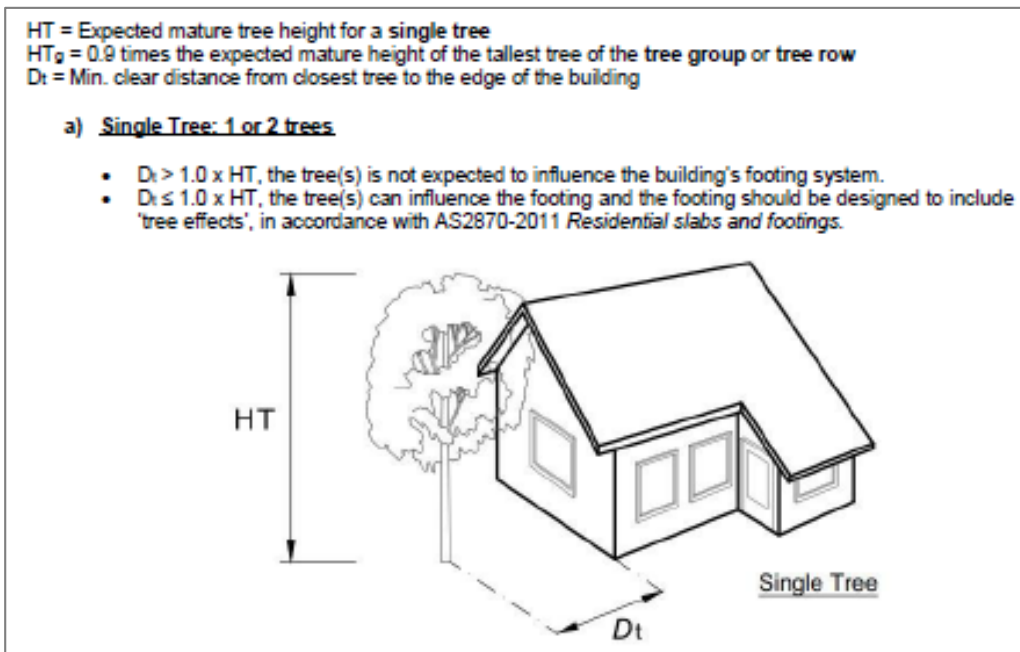 HT = Expected mature tree height for a single tree
HTg = 0.9 times the expected mature height of the tallest tree of the tree group or tree row
Dt = Min. clear distance from closest tree to the edge of the building
a) Single Tree: 1 or 2 trees
• Dt > 1.0 x HT, the tree(s) is not expected to influence the building's footing system.
• Dt ≤ 1.0 x HT, the tree(s) can influence the footing and the footing should be designed to include
'tree effects', in accordance with AS2870-2011 Residential slabs and footings.
HT
Single Tree
Dt